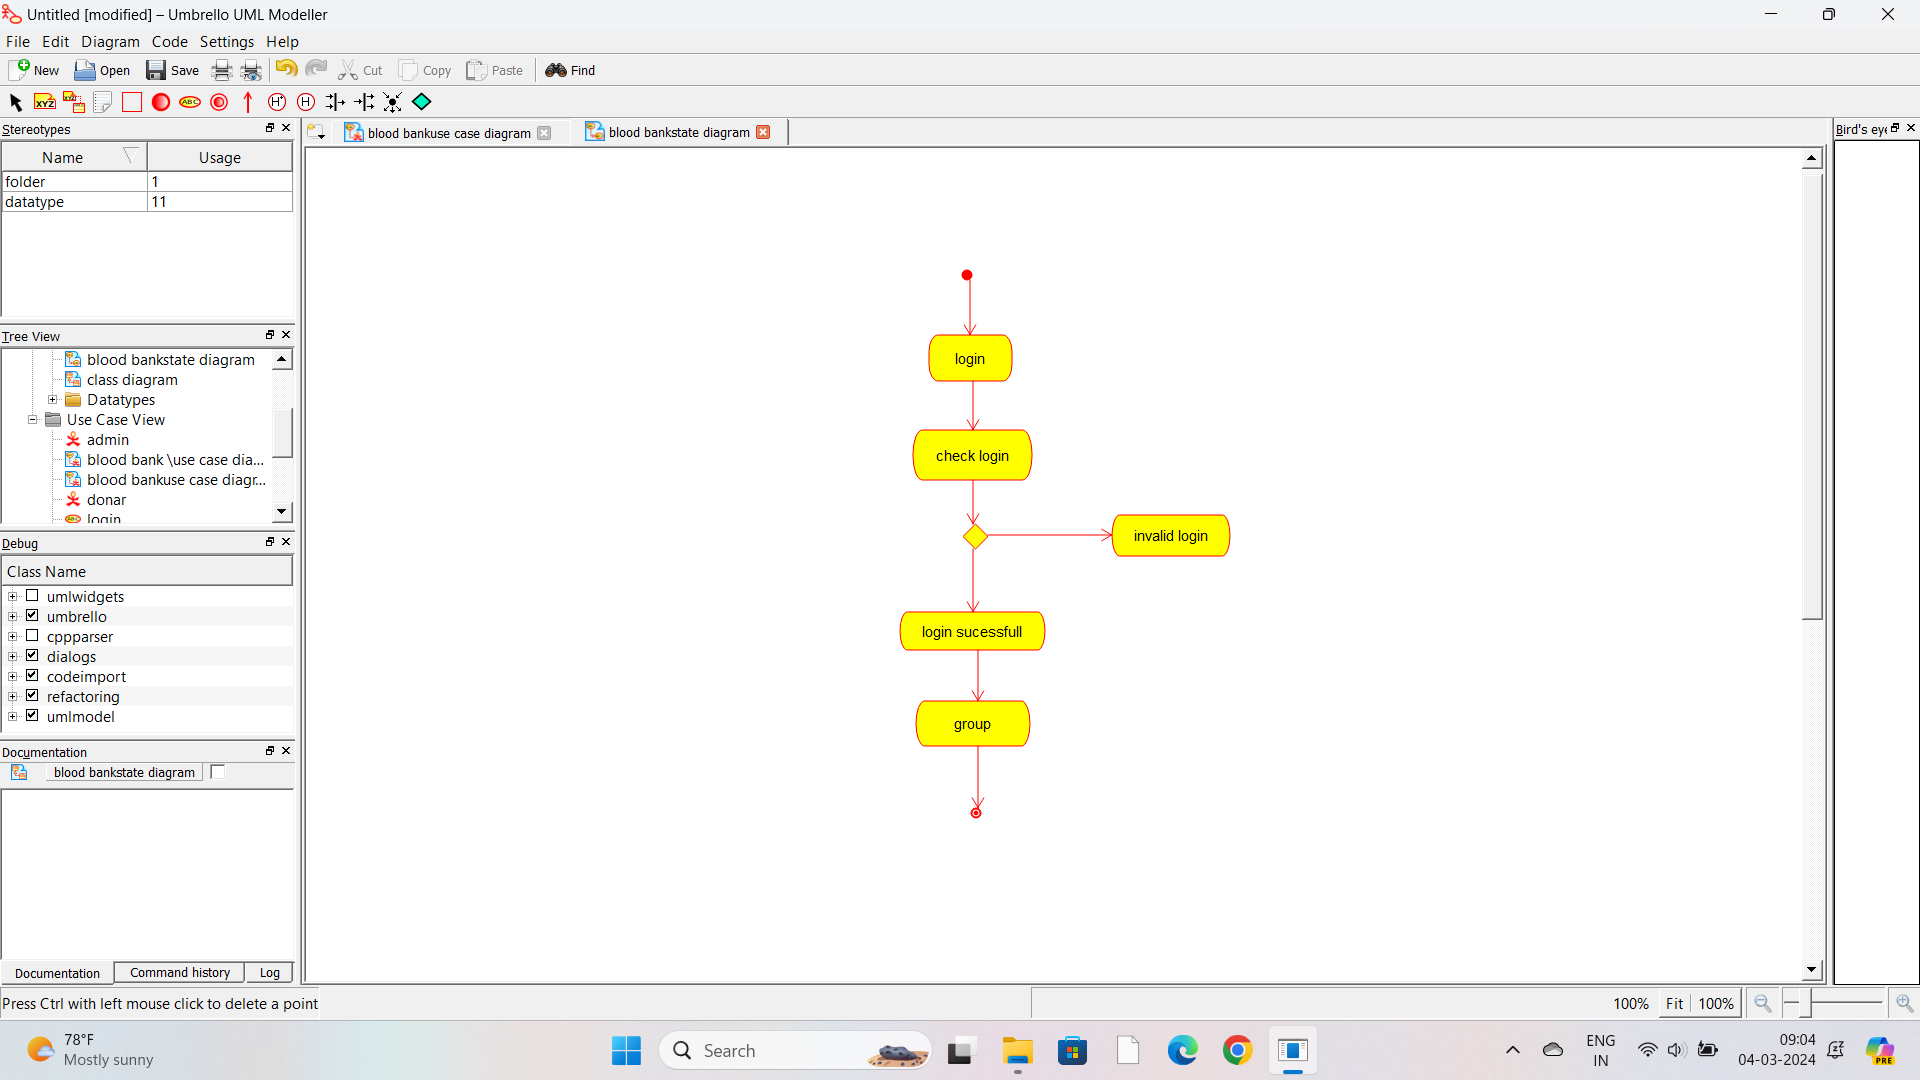 Untitled [modified] – Umbrello UML Modeller
File Edit Diagram Code Settings Help
New Open Save Cut Copy Paste Find
XYZ XYZ ABC H* H
Stereotypes
Name Usage
folder 1
datatype 11
Tree View
blood bankstate diagram
class diagram
Datatypes
Use Case View
admin
blood bank \use case dia...
blood bankuse case diagr...
donar
login
Debug
Class Name
umlwidgets
umbrello
cppparser
dialogs
codeimport
refactoring
umlmodel
Documentation
blood bankstate diagram
Documentation Command history Log
Press Ctrl with left mouse click to delete a point
blood bankuse case diagram blood bankstate diagram
login
check login
invalid login
login sucessfull
group
Bird's eye
100% Fit 100%
78°F
Mostly sunny
Search
ENG
IN
09:04
04-03-2024
PRE